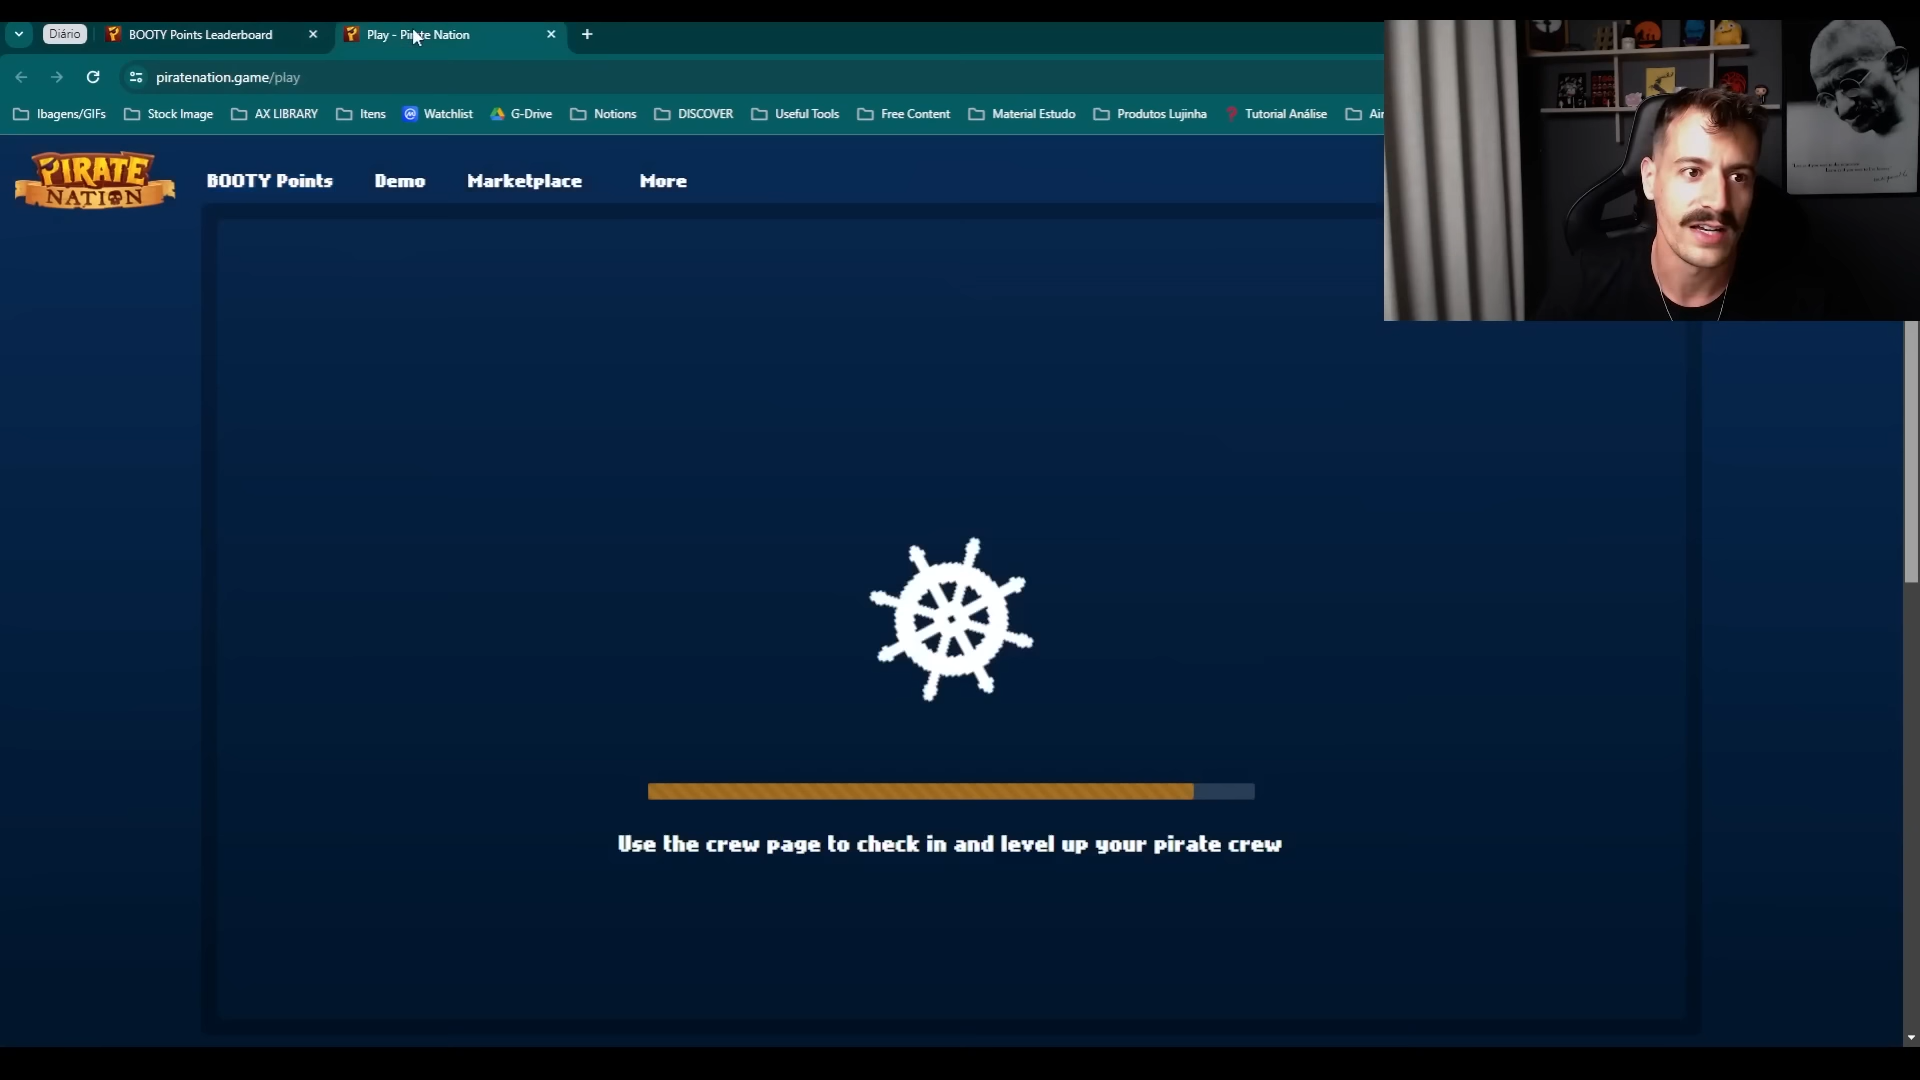 Diário
BOOTY Points Leaderboard
Play - Pirate Nation
piratenation.game/play
Ibagens/GIFs
Stock Image
AX LIBRARY
Itens
Watchlist
G-Drive
Notions
DISCOVER
Useful Tools
Free Content
Material Estudo
Produtos Lujinha
Tutorial Análise
PIRATE
NATION
BOOTY Points
Demo
Marketplace
More
Use the crew page to check in and level up your pirate crew